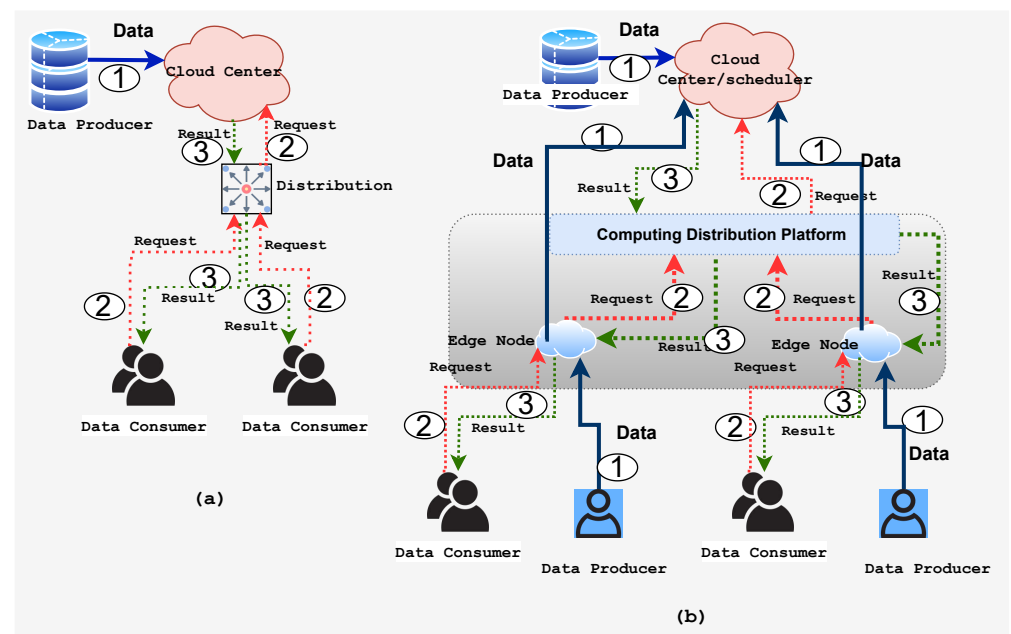 Data
1
Cloud Center
Data Producer
Result
Request
3
2
Distribution
Request
Request
3
2
Result
3
2
Result
Data Consumer
Data Consumer
(a)
Data
1
Cloud
Center/scheduler
Data Producer
1
1
Data
Data
3
Result
2
Request
Computing Distribution Platform
Result
Request
2
2
Request
3
3
Edge Node
Result
Edge Node
Request
Request
3
3
2
Result
2
Result
1
Data
Data
1
Data Consumer
Data Producer
Data Consumer
Data Producer
(b)